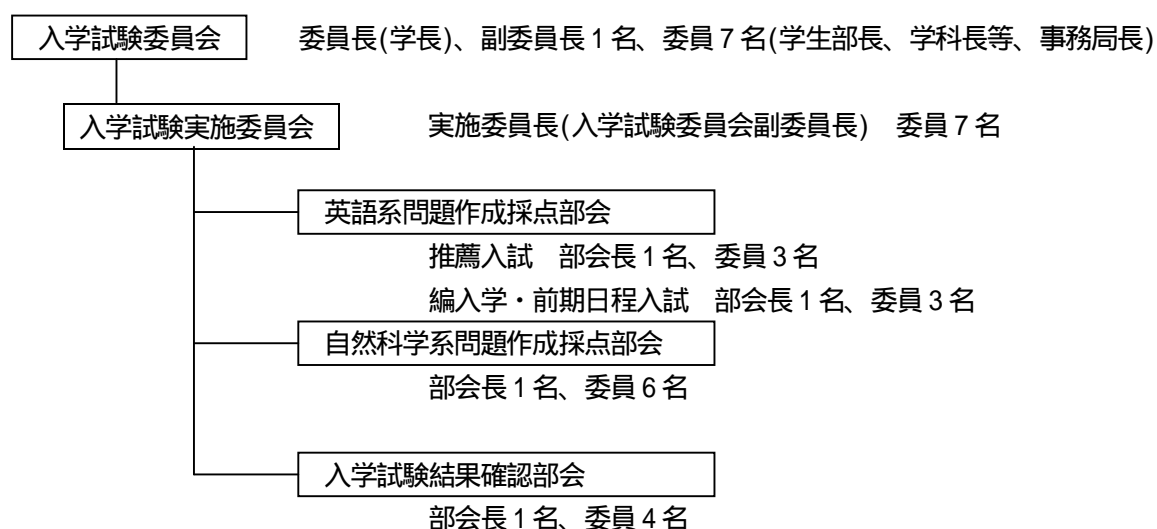 入学試験委員会　委員長(学長)、副委員長1名、委員7名(学生部長、学科長等、事務局長)
入学試験実施委員会　実施委員長(入学試験委員会副委員長)　委員7名
英語系問題作成採点部会
推薦入試　部会長1名、委員3名
編入学・前期日程入試　部会長1名、委員3名
自然科学系問題作成採点部会
部会長1名、委員6名
入学試験結果確認部会
部会長1名、委員4名